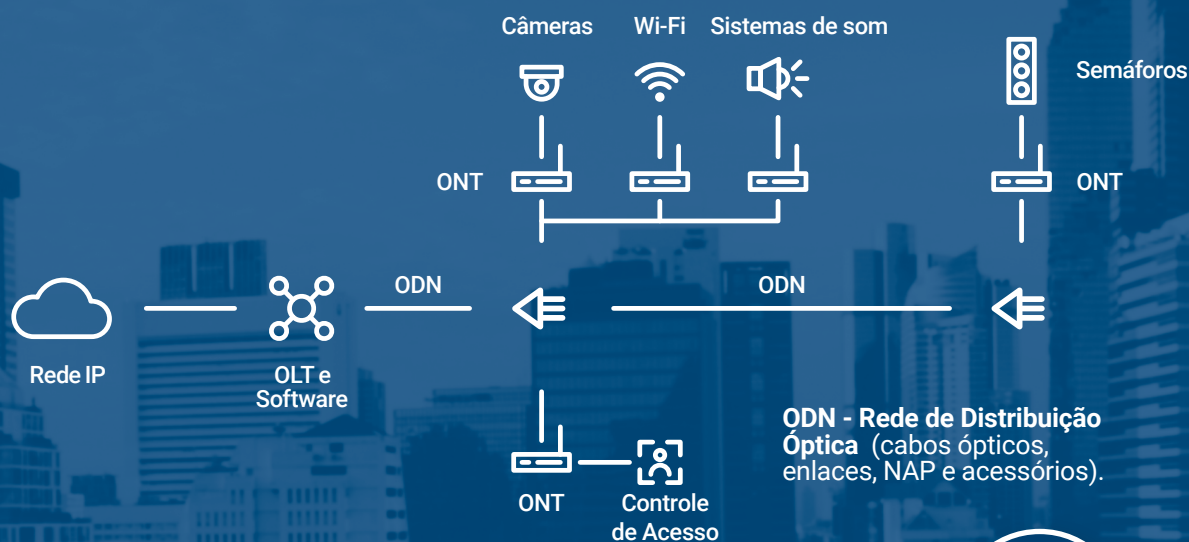 Câmeras
Wi-Fi
Sistemas de som
Semáforos
ONT
ONT
ODN
ODN
Rede IP
OLT e
Software
ODN - Rede de Distribuição
Óptica (cabos ópticos,
enlaces, NAP e acessórios).
ONT
Controle
de Acesso